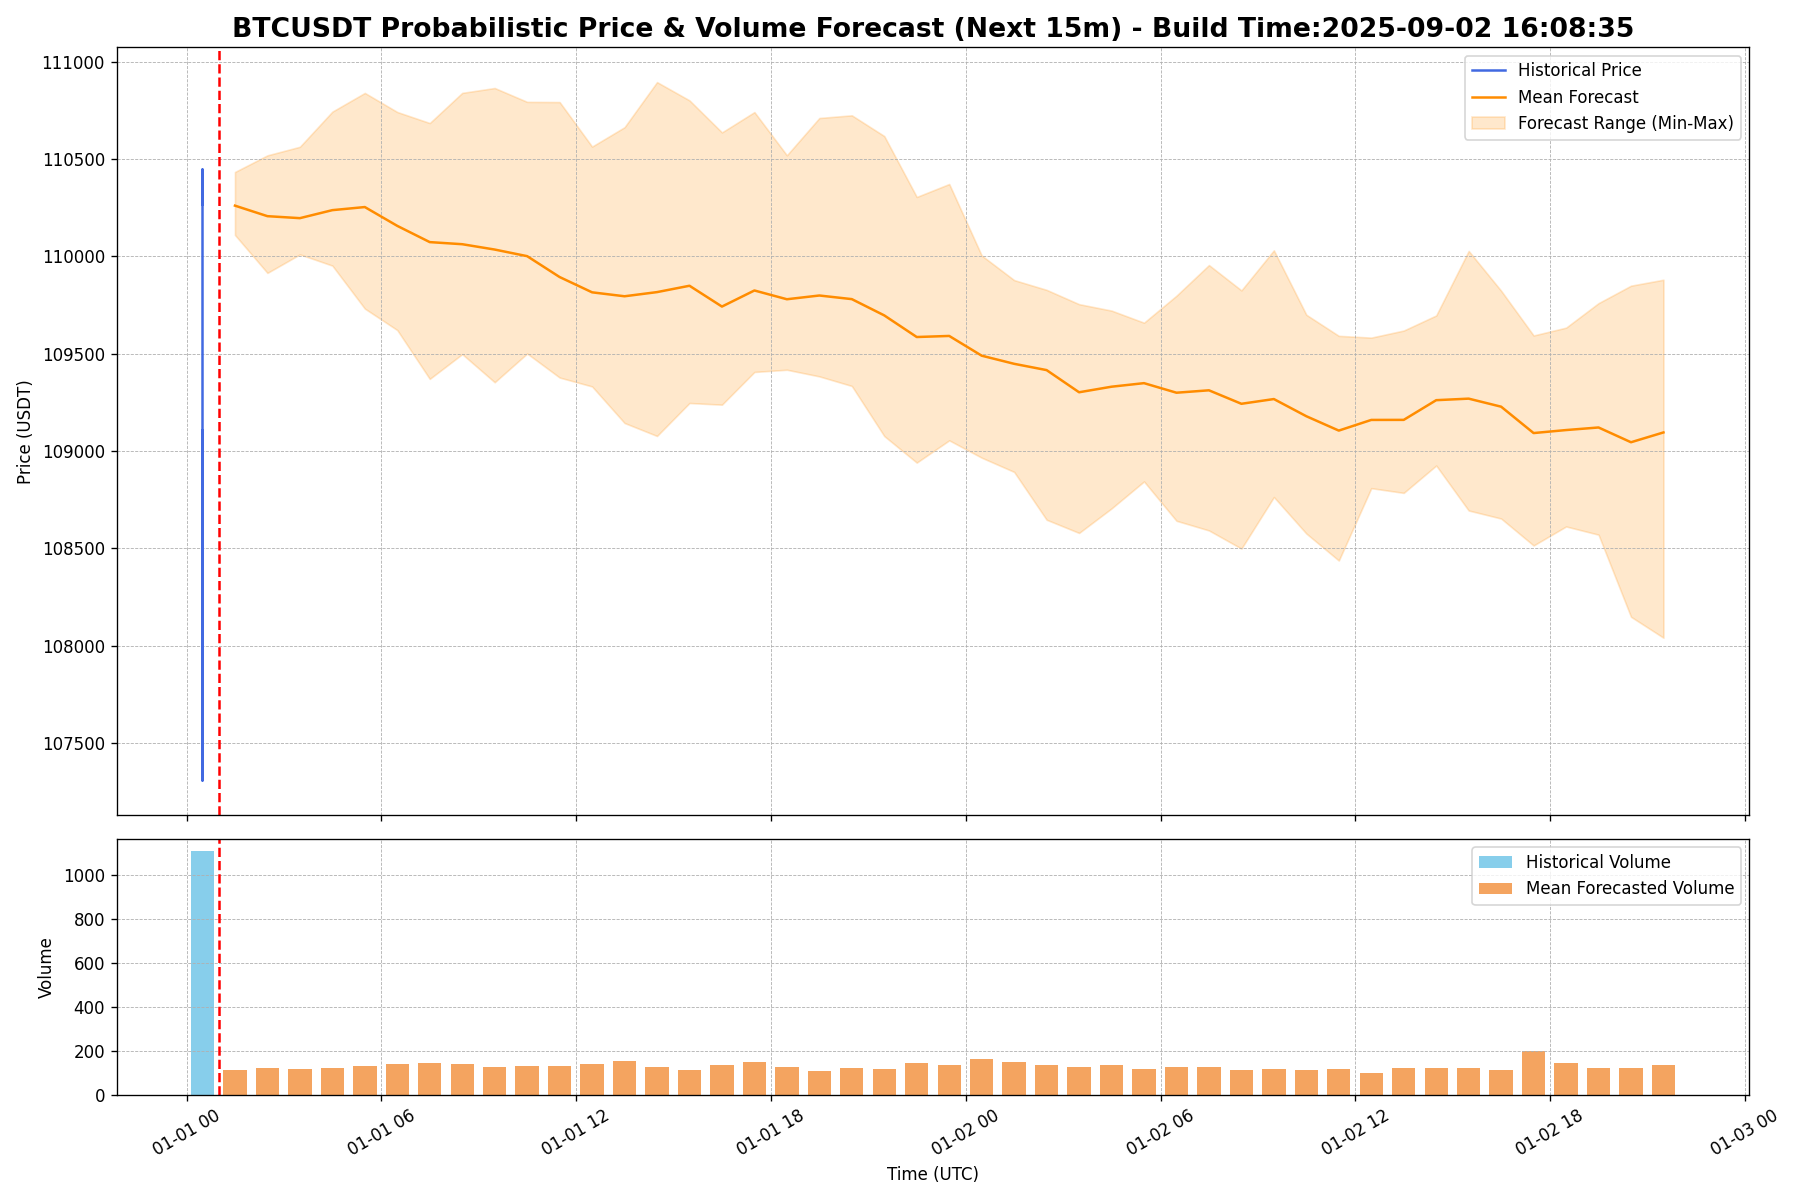 BTCUSDT Probabilistic Price & Volume Forecast (Next 15m) - Build Time:2025-09-02 16:08:35
Historical Price
Mean Forecast
Forecast Range (Min-Max)
Price (USDT)
111000
110500
110000
109500
109000
108500
108000
107500
Historical Volume
Mean Forecasted Volume
Volume
1000
800
600
400
200
0
01-01 00
01-01 06
01-01 12
01-01 18
01-02 00
01-02 06
01-02 12
01-02 18
01-03 00
Time (UTC)